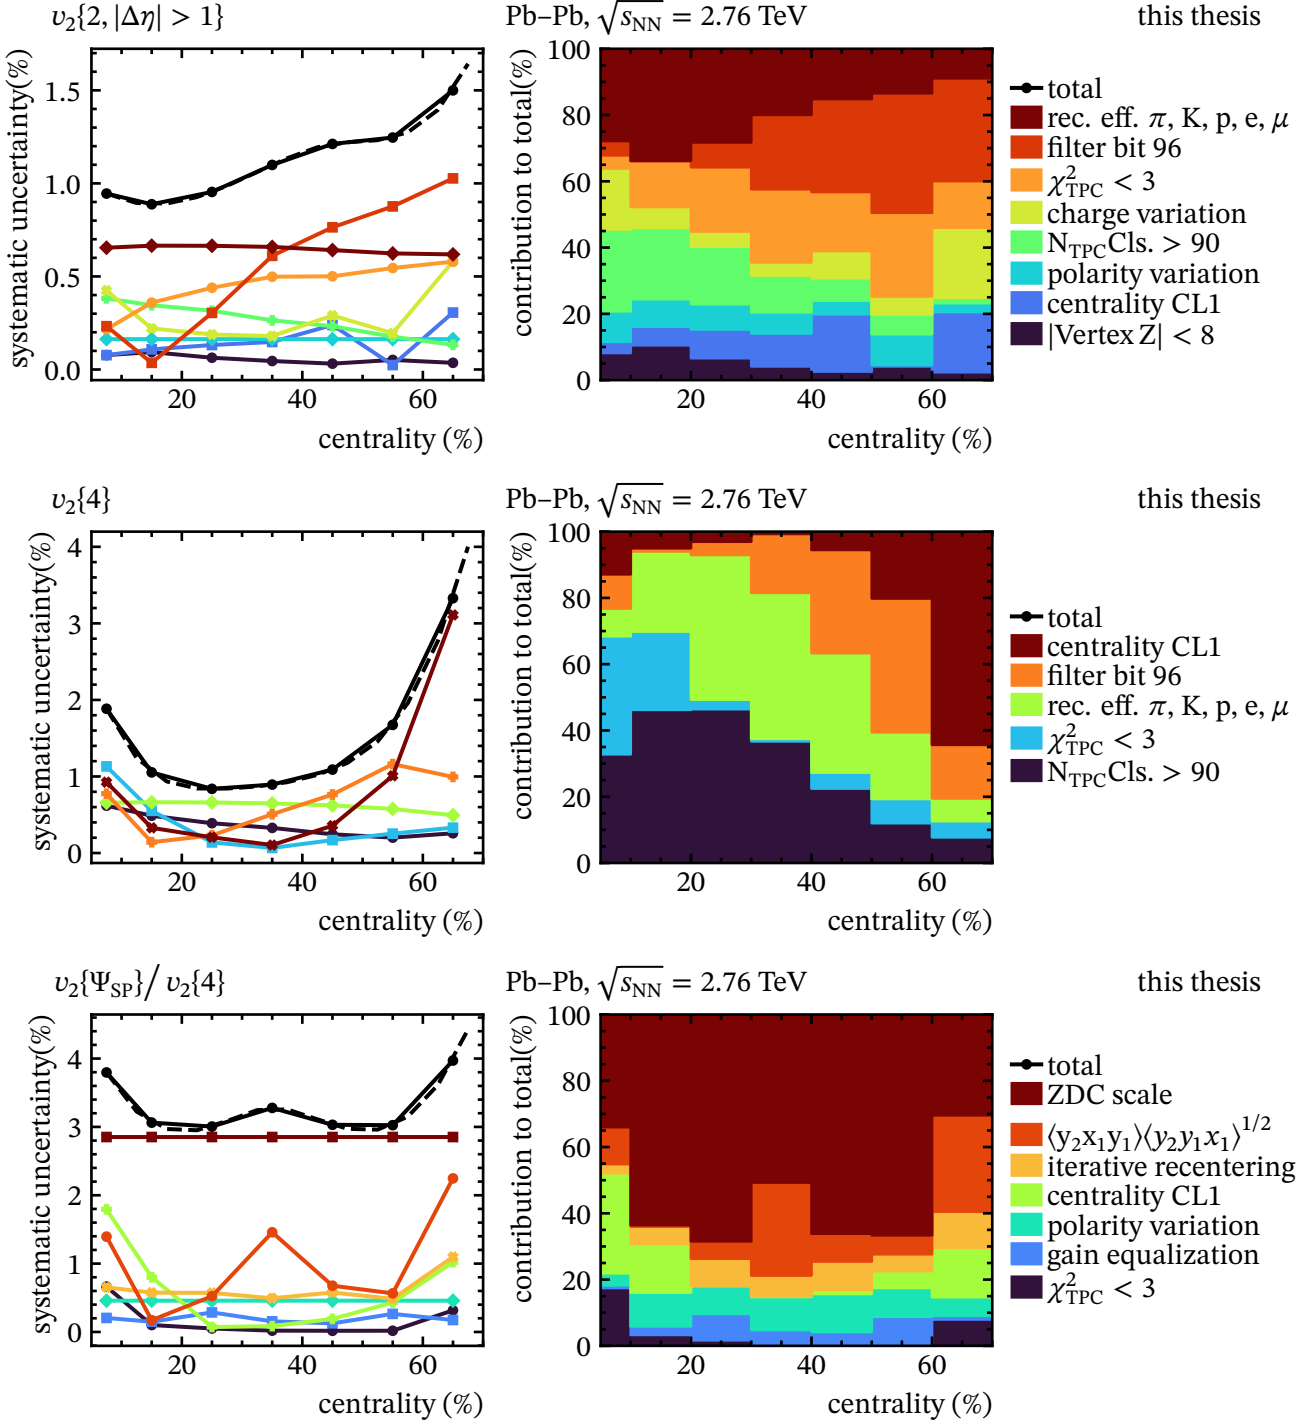 v₂{2, |Δη| > 1}
Pb–Pb, √sNN = 2.76 TeV
this thesis
systematic uncertainty(%)
1.5
1.0
0.5
0.0
20 40 60
centrality (%)
contribution to total(%)
100
80
60
40
20
0
20 40 60
centrality (%)
total
rec. eff. π, K, p, e, μ
filter bit 96
χ²TPC < 3
charge variation
NTPCCls. > 90
polarity variation
centrality CL1
|Vertex Z| < 8
v₂{4}
Pb–Pb, √sNN = 2.76 TeV
this thesis
systematic uncertainty(%)
4
3
2
1
0
20 40 60
centrality (%)
contribution to total(%)
100
80
60
40
20
0
20 40 60
centrality (%)
total
centrality CL1
filter bit 96
rec. eff. π, K, p, e, μ
χ²TPC < 3
NTPCCls. > 90
v₂{ΨSP}/ v₂{4}
Pb–Pb, √sNN = 2.76 TeV
this thesis
systematic uncertainty(%)
4
3
2
1
0
20 40 60
centrality (%)
contribution to total(%)
100
80
60
40
20
0
20 40 60
centrality (%)
total
ZDC scale
⟨y₂x₁y₁⟩⟨y₂y₁x₁⟩^1/2
iterative recentering
centrality CL1
polarity variation
gain equalization
χ²TPC < 3